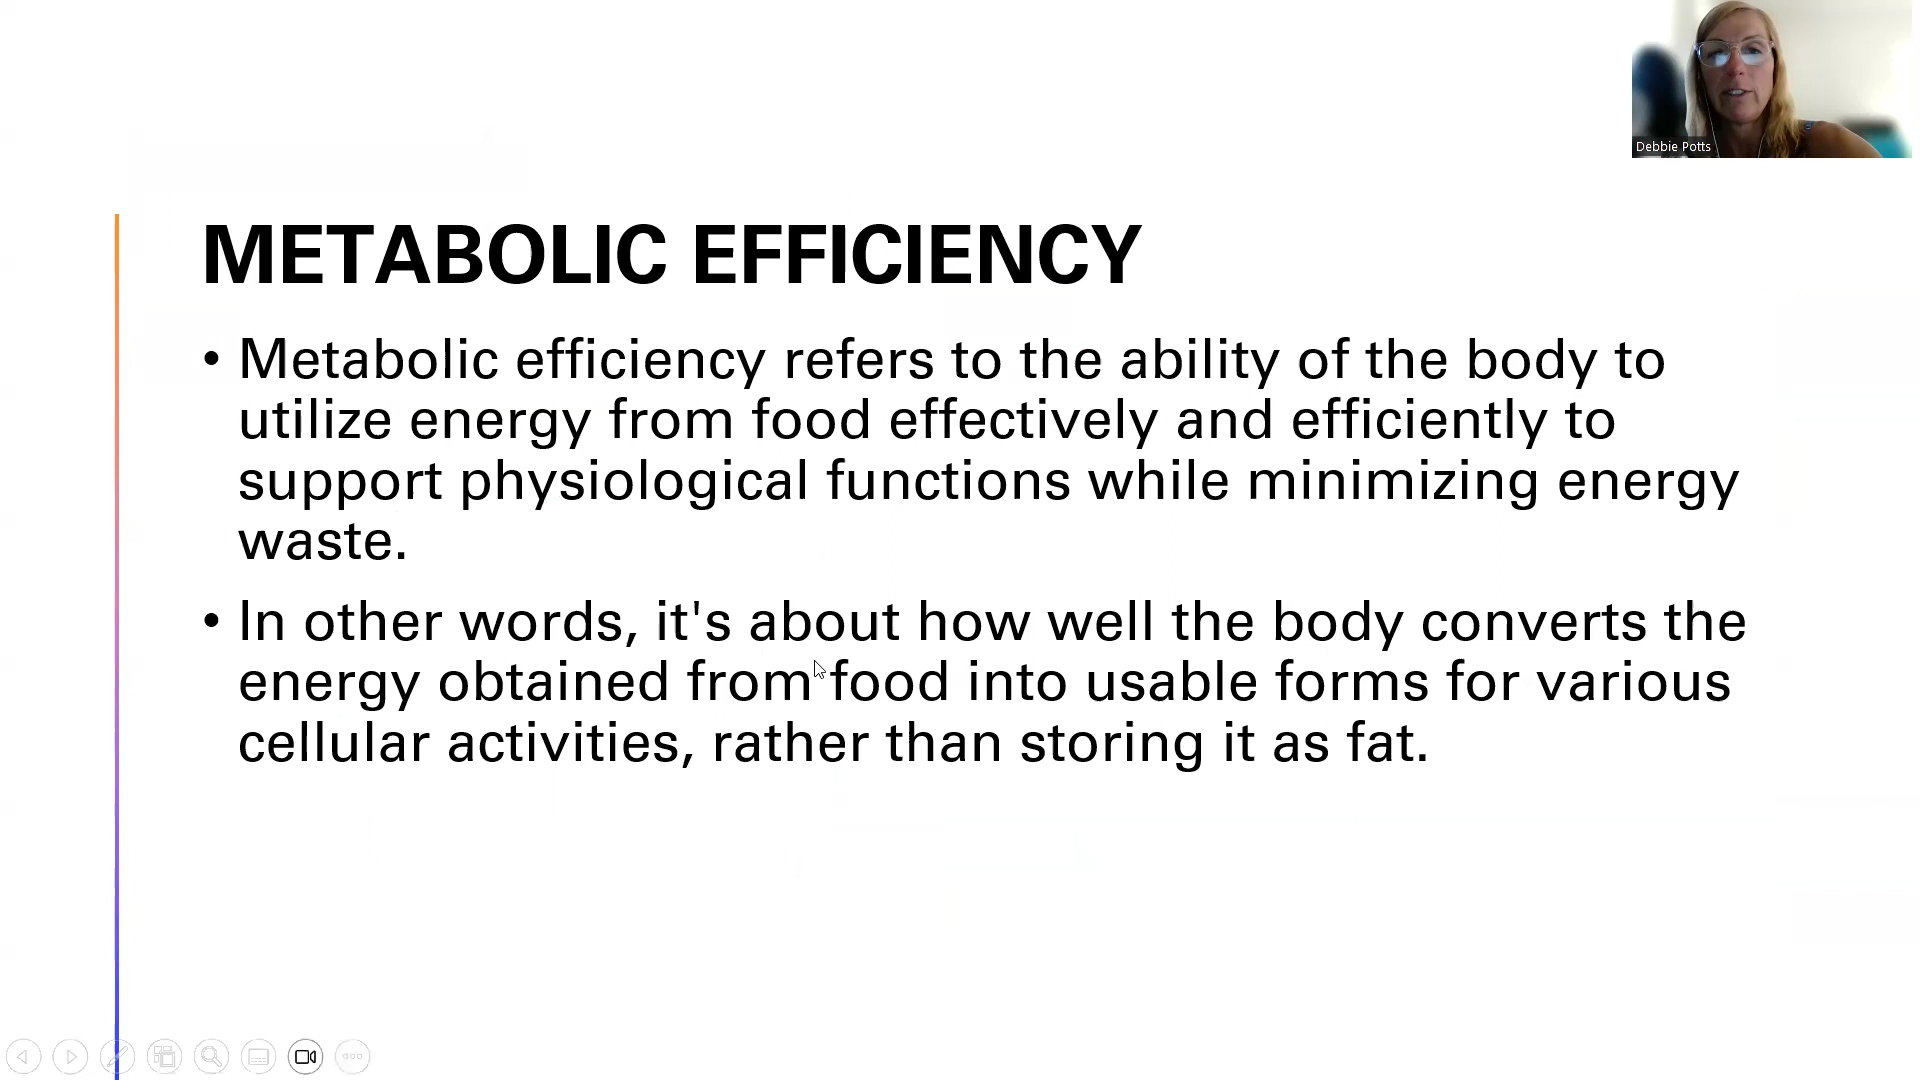 Debbie Potts
METABOLIC EFFICIENCY
• Metabolic efficiency refers to the ability of the body to
utilize energy from food effectively and efficiently to
support physiological functions while minimizing energy
waste.
• In other words, it's about how well the body converts the
energy obtained from food into usable forms for various
cellular activities, rather than storing it as fat.